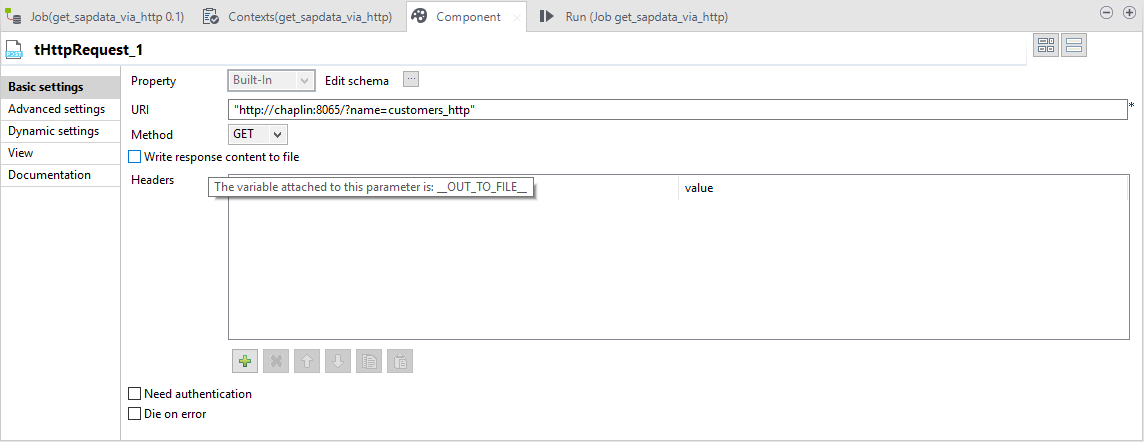 Job(get_sapdata_via_http 0.1) Contexts(get_sapdata_via_http) Component Run (Job get_sapdata_via_http)
tHttpRequest_1
Basic settings
Advanced settings
Dynamic settings
View
Documentation
Property Built-In Edit schema ...
URI "http://chaplin:8065/?name=customers_http" *
Method GET
Write response content to file
Headers
The variable attached to this parameter is: __OUT_TO_FILE__
value
Need authentication
Die on error